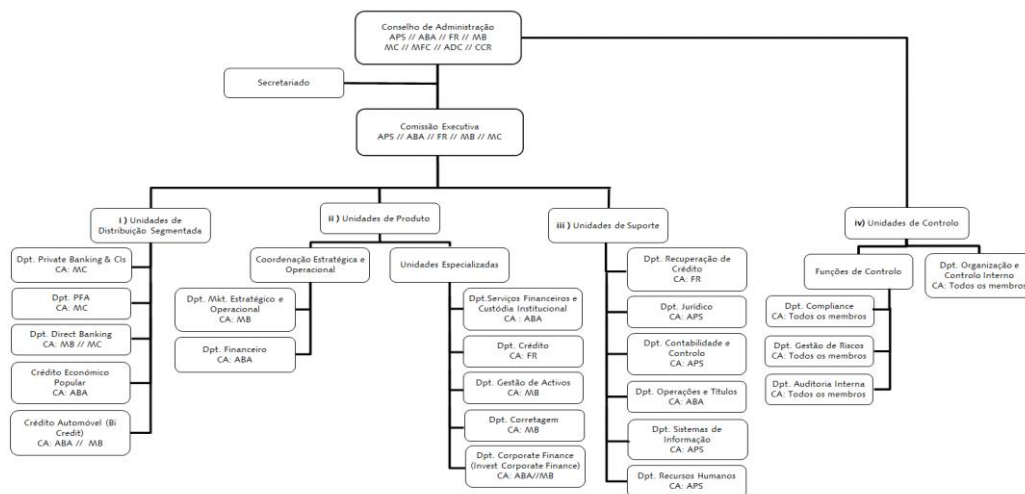 Conselho de Administração
APS // ABA // FR // MB
MC // MFC // ADC // CCR
Secretariado
Comissão Executiva
APS // ABA // FR // MB // MC
i ) Unidades de
Distribuição Segmentada
Dpt. Private Banking & CIs
CA: MC
Dpt. PFA
CA: MC
Dpt. Direct Banking
CA: MB // MC
Crédito Económico
Popular
CA: ABA
Crédito Automóvel (Bi
Credit)
CA: ABA // MB
ii ) Unidades de Produto
Coordenação Estratégica e
Operacional
Dpt. Mkt. Estratégico e
Operacional
CA: MB
Dpt. Financeiro
CA: ABA
Unidades Especializadas
Dpt.Serviços Financeiros e
Custódia Institucional
CA : ABA
Dpt. Crédito
CA: FR
Dpt. Gestão de Activos
CA: MB
Dpt. Corretagem
CA: MB
Dpt. Corporate Finance
(Invest Corporate Finance)
CA: ABA//MB
iii ) Unidades de Suporte
Dpt. Recuperação de
Crédito
CA: FR
Dpt. Jurídico
CA: APS
Dpt. Contabilidade e
Controlo
CA: APS
Dpt. Operações e Títulos
CA: ABA
Dpt. Sistemas de
Informação
CA: APS
Dpt. Recursos Humanos
CA: APS
iv) Unidades de Controlo
Funções de Controlo
Dpt. Compliance
CA: Todos os membros
Dpt. Gestão de Riscos
CA: Todos os membros
Dpt. Auditoria Interna
CA: Todos os membros
Dpt. Organização e
Controlo Interno
CA: Todos os membros